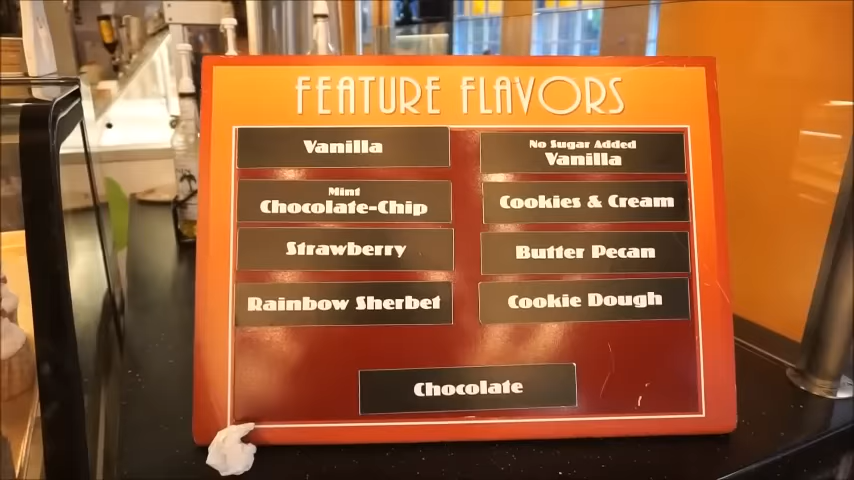 FEATURE FLAVORS
Vanilla
No Sugar Added
Vanilla
Mint
Chocolate-Chip
Cookies & Cream
Strawberry
Butter Pecan
Rainbow Sherbet
Cookie Dough
Chocolate